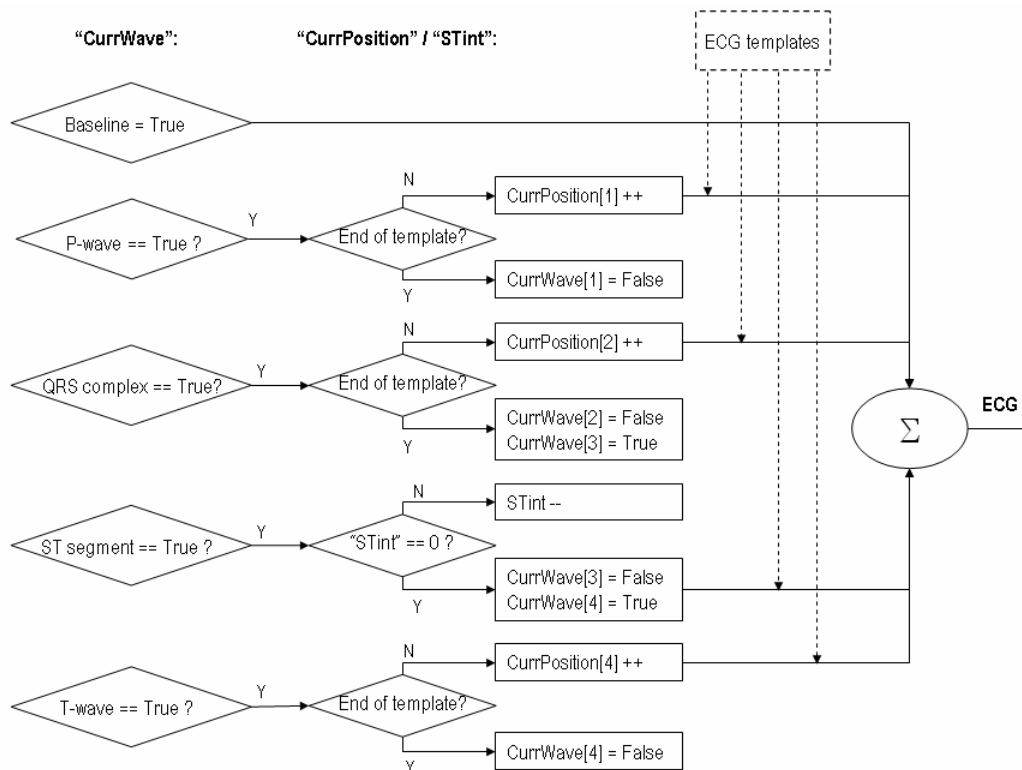 “CurrWave”:
“CurrPosition” / “STint”:
ECG templates
Baseline = True
P-wave == True ?
Y
End of template?
N
CurrPosition[1] ++
Y
CurrWave[1] = False
QRS complex == True?
Y
End of template?
N
CurrPosition[2] ++
Y
CurrWave[2] = False
CurrWave[3] = True
Σ
ECG
ST segment == True ?
Y
“STint” == 0 ?
N
STint --
Y
CurrWave[3] = False
CurrWave[4] = True
T-wave == True ?
Y
End of template?
N
CurrPosition[4] ++
Y
CurrWave[4] = False